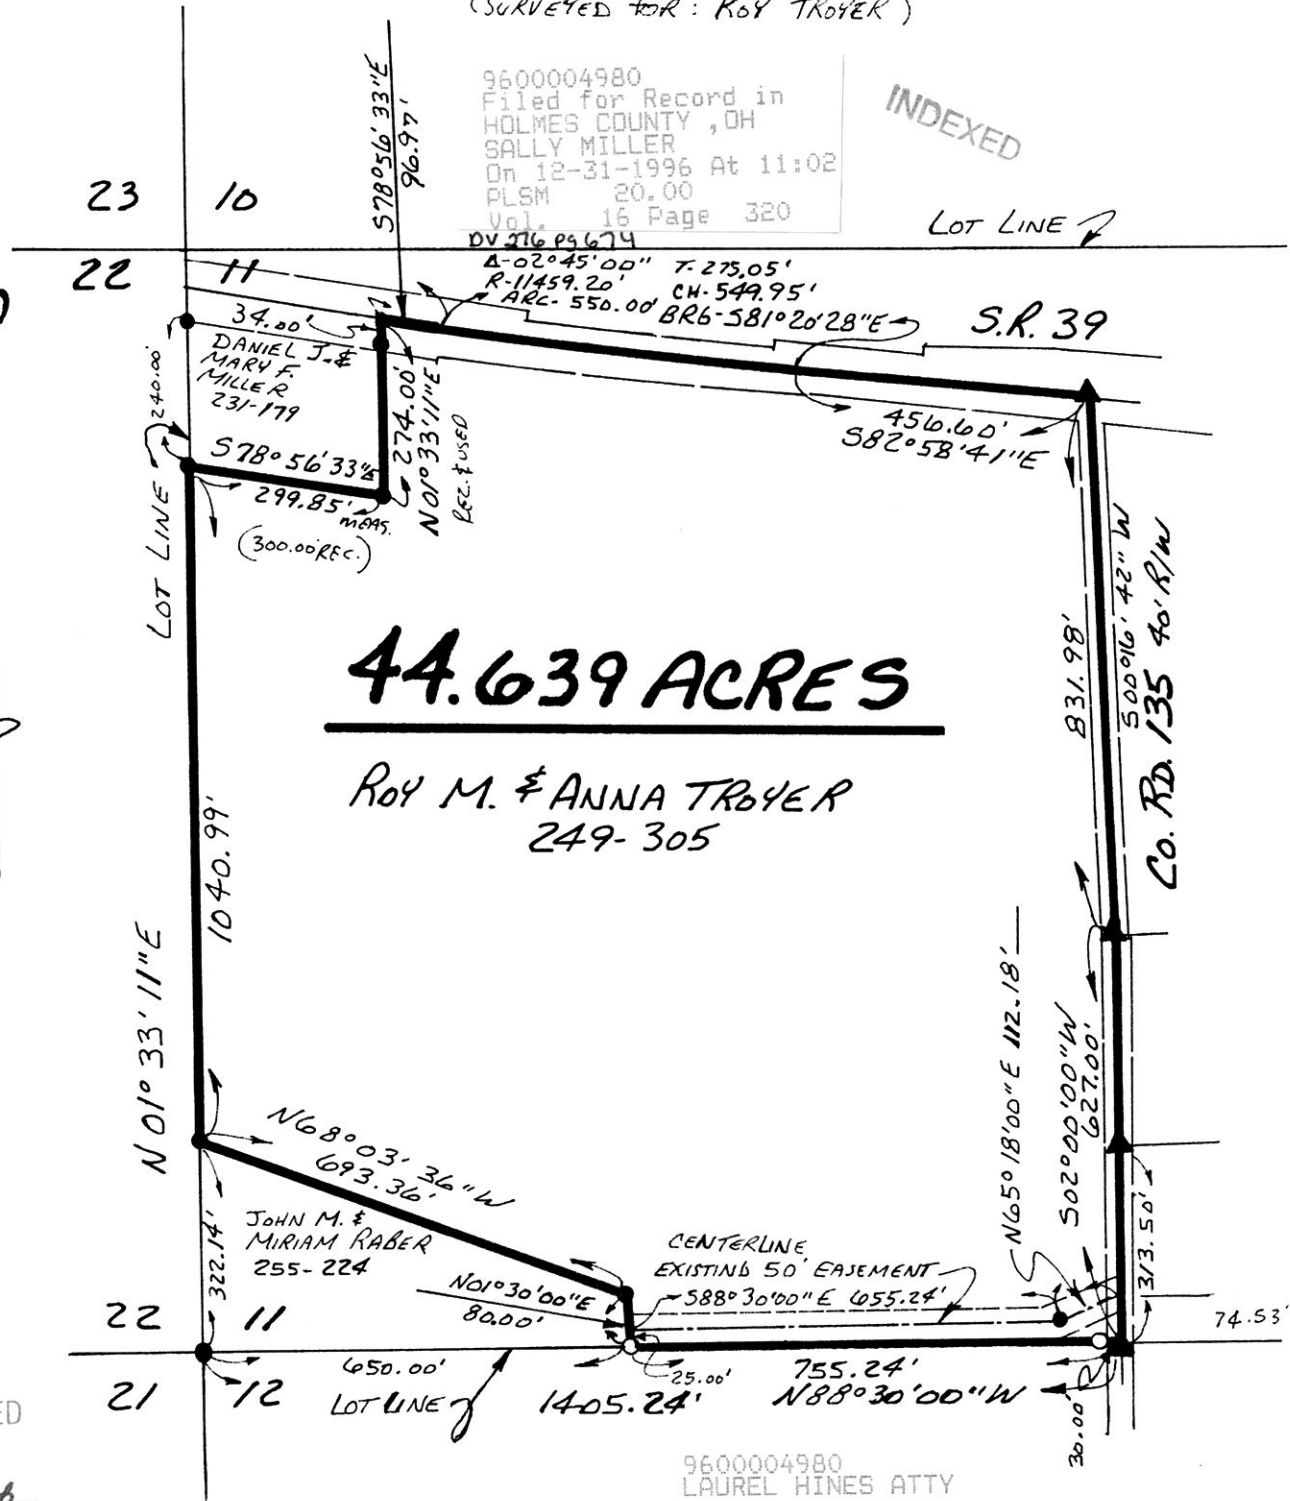 (SURVEYED FOR: ROY TROYER)
9600004980
Filed for Record in
HOLMES COUNTY ,OH
SALLY MILLER
On 12-31-1996 At 11:02
PLSM 20.00
Vol. 16 Page 320
INDEXED
S78°56'33"E
96.97'
23 10
LOT LINE
DV 276 PG 674
22 11
Δ-02°45'00" T-275.05'
R-11459.20' CH-549.95'
ARC-550.00' BRG-S81°20'28"E
S.R. 39
34.00'
DANIEL J. &
MARY F.
MILLER
231-179
240.00'
274.00'
N01°33'11"E
REC. & USED
456.60'
S82°58'41"E
S78°56'33"E
299.85' MEAS.
(300.00' REC.)
LOT LINE
831.98'
S00°16'42"W
Co. RD. 135 40' R/W
44.639 ACRES
ROY M. & ANNA TROYER
249-305
1040.99'
N01°33'11"E
N65°18'00"E 112.18'
S02°00'00"W
627.00'
N68°03'36"W
693.36'
JOHN M. &
MIRIAM RABER
255-224
322.14'
CENTERLINE
EXISTING 50' EASEMENT
N01°30'00"E
80.00'
S88°30'00"E 655.24'
313.50'
74.53'
22 11
650.00'
25.00'
755.24'
21 12
LOT LINE
1405.24'
N88°30'00"W
30.00'
ED
9600004980
LAUREL HINES ATTY